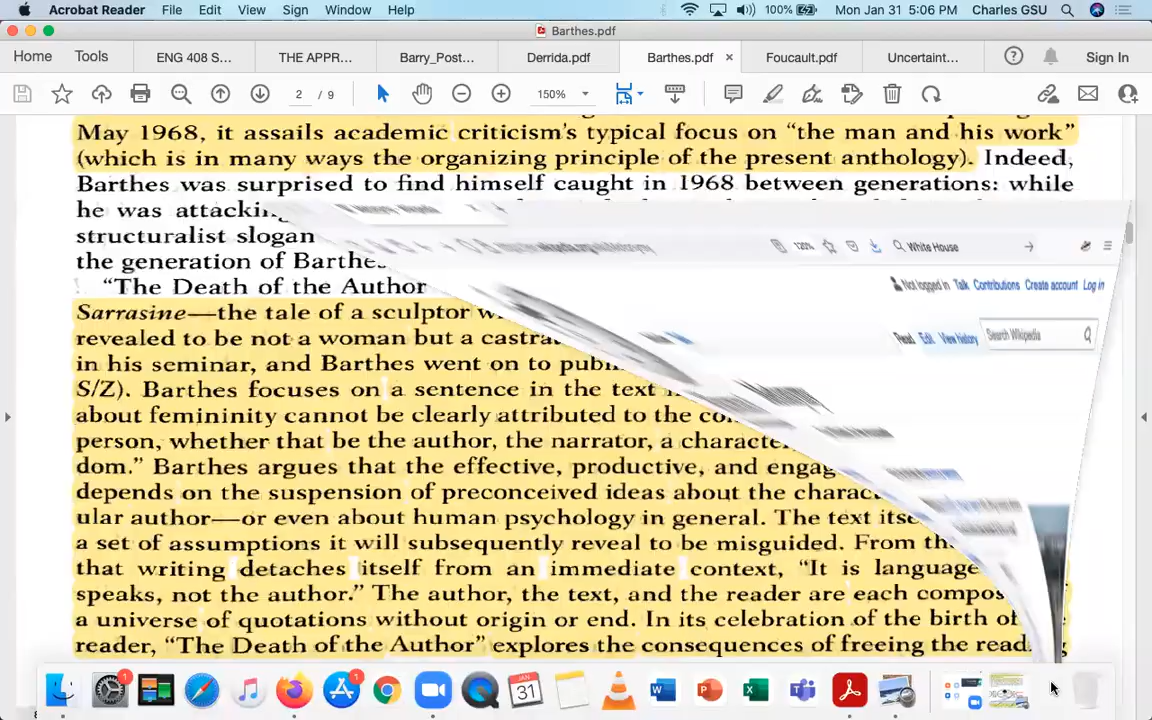 Acrobat Reader File Edit View Sign Window Help 100% Mon Jan 31 5:06 PM Charles GSU
Barthes.pdf
Home Tools ENG 408 S... THE APPR... Barry_Post... Derrida.pdf Barthes.pdf × Foucault.pdf Uncertaint... Sign In
2 / 9 150%
May 1968, it assails academic criticism's typical focus on "the man and his work"
(which is in many ways the organizing principle of the present anthology). Indeed,
Barthes was surprised to find himself caught in 1968 between generations: while
he was attacking
structuralist slogan
the generation of Barthes
120% White House
Not logged in Talk Contributions Create account Log in
Read Edit View history Search Wikipedia
"The Death of the Author
Sarrasine—the tale of a sculptor
revealed to be not a woman but a
in his seminar, and Barthes went on to
S/Z). Barthes focuses on a sentence in the text
about femininity cannot be clearly attributed to the
person, whether that be the author, the narrator, a
dom." Barthes argues that the effective, productive, and
depends on the suspension of preconceived ideas about the
ular author—or even about human psychology in general. The text
a set of assumptions it will subsequently reveal to be misguided. From
that writing detaches itself from an immediate context, "It is language
speaks, not the author." The author, the text, and the reader are each
a universe of quotations without origin or end. In its celebration of the birth of
reader, "The Death of the Author" explores the consequences of freeing the
1 1
JAN
31